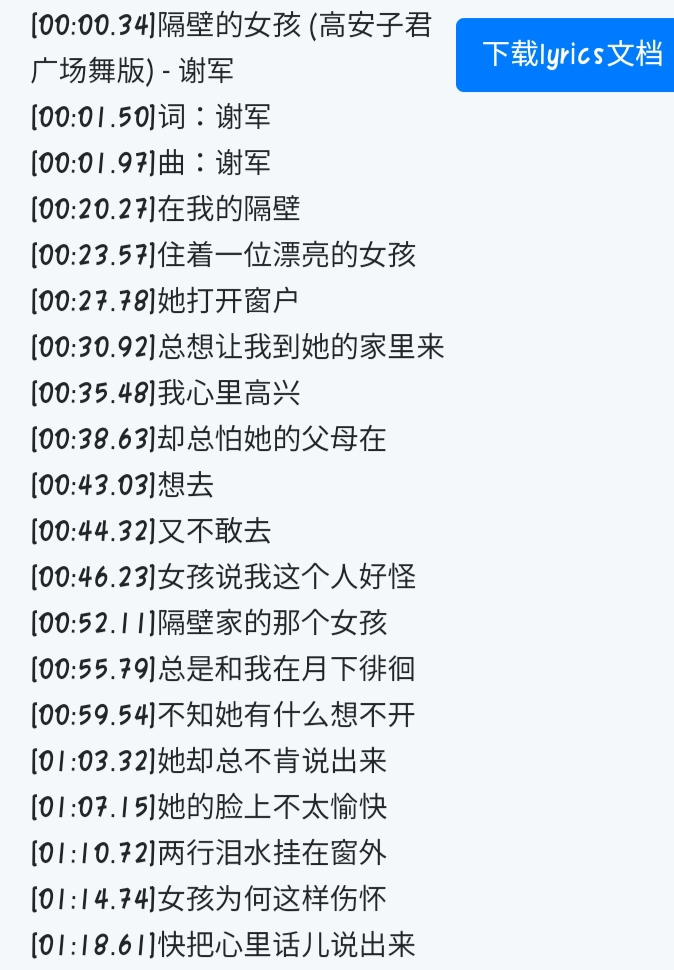 [00:00.34]隔壁的女孩 (高安子君
广场舞版) - 谢军
下载lyrics文档
[00:01.50]词：谢军
[00:01.97]曲：谢军
[00:20.27]在我的隔壁
[00:23.57]住着一位漂亮的女孩
[00:27.78]她打开窗户
[00:30.92]总想让我到她的家里来
[00:35.48]我心里高兴
[00:38.63]却总怕她的父母在
[00:43.03]想去
[00:44.32]又不敢去
[00:46.23]女孩说我这个人好怪
[00:52.11]隔壁家的那个女孩
[00:55.79]总是和我在月下徘徊
[00:59.54]不知她有什么想不开
[01:03.32]她却总不肯说出来
[01:07.15]她的脸上不太愉快
[01:10.72]两行泪水挂在窗外
[01:14.74]女孩为何这样伤怀
[01:18.61]快把心里话儿说出来